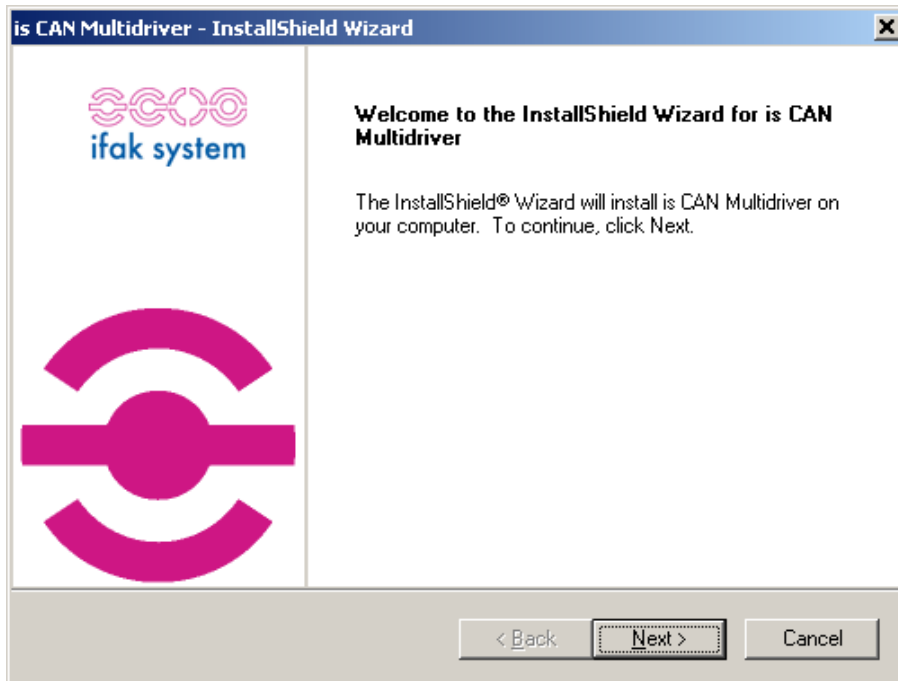 is CAN Multidriver - InstallShield Wizard
ifak system
Welcome to the InstallShield Wizard for is CAN
Multidriver
The InstallShield® Wizard will install is CAN Multidriver on
your computer.  To continue, click Next.
< Back
Next >
Cancel